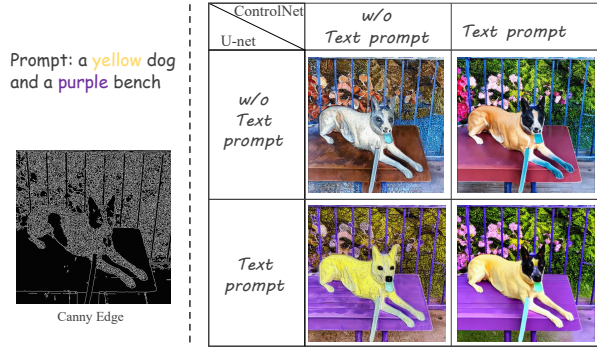 Prompt: a yellow dog
and a purple bench
Canny Edge
ControlNet
U-net
w/o
Text prompt
Text prompt
w/o
Text
prompt
Text
prompt